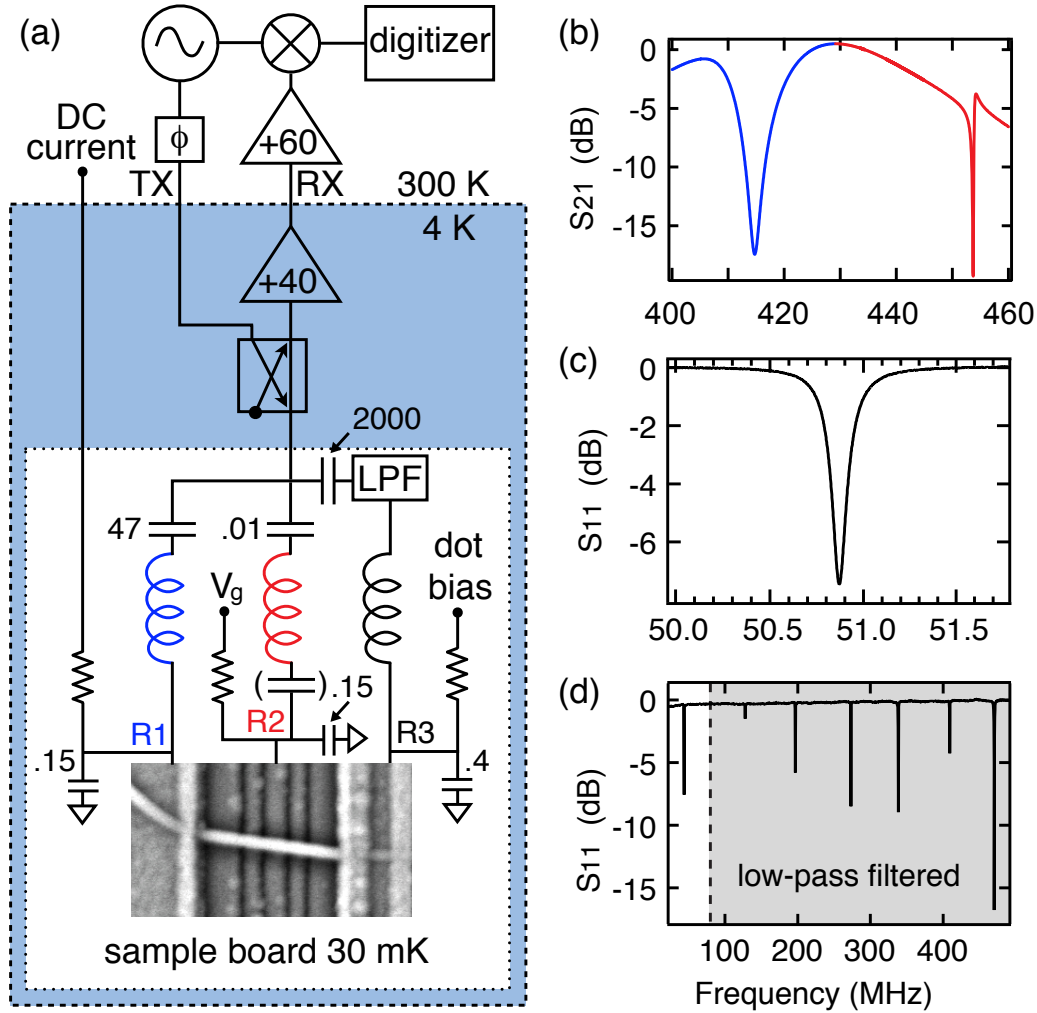 (a)
digitizer
DC
current
ϕ
+60
TX
RX
300 K
4 K
+40
2000
LPF
47
.01
dot
bias
Vg
( ) .15
R1
R2
R3
.15
.4
sample board 30 mK
(b)
0
-5
-10
-15
S21 (dB)
400
420
440
460
(c)
0
-2
-4
-6
S11 (dB)
50.0
50.5
51.0
51.5
(d)
0
-5
-10
-15
S11 (dB)
low-pass filtered
100
200
300
400
Frequency (MHz)